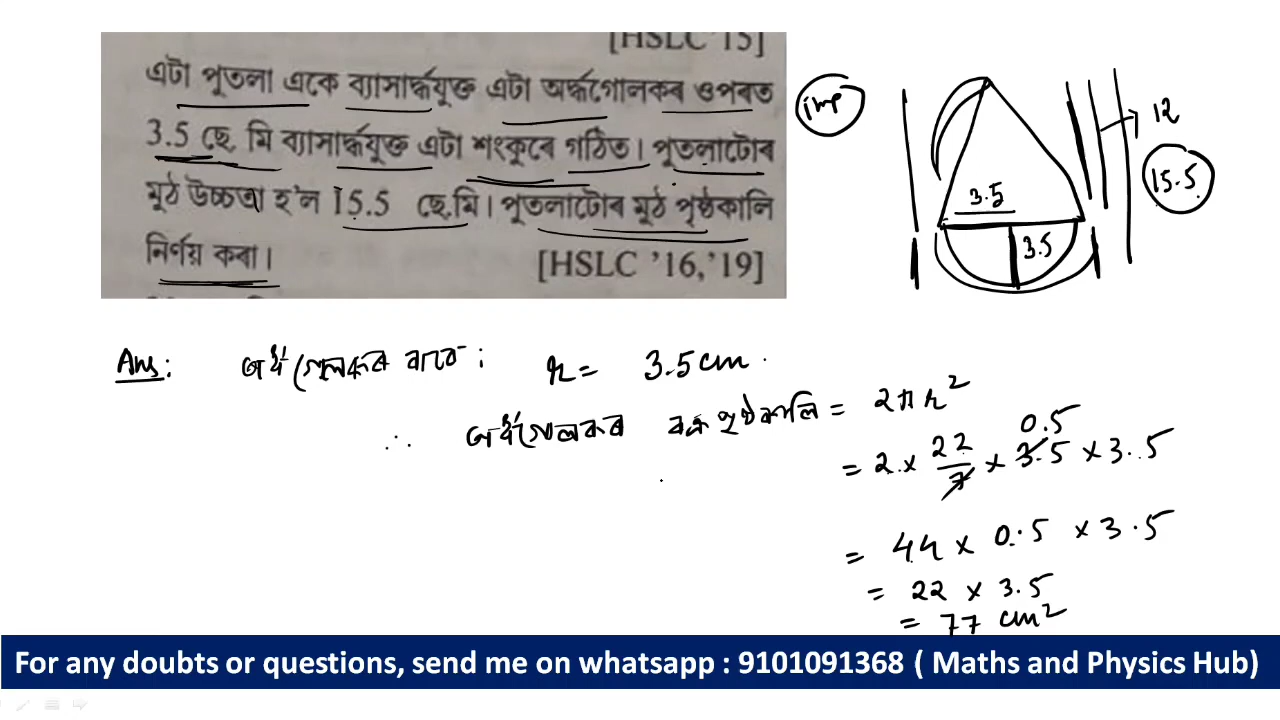 [HSLC '15]
এটা পুতলা একে ব্যাসাৰ্দ্ধযুক্ত এটা অৰ্দ্ধগোলকৰ ওপৰত
3.5 ছে. মি ব্যাসাৰ্দ্ধযুক্ত এটা শংকুৰে গঠিত। পুতলাটোৰ
মুঠ উচ্চতা হ'ল 15.5 ছে.মি। পুতলাটোৰ মুঠ পৃষ্ঠকালি
নিৰ্ণয় কৰা।
[HSLC '16,'19]
imp
12
15.5
3.5
3.5
Ans: অৰ্ধগোলকৰ বাবে; r = 3.5 cm.
∴ অৰ্ধগোলকৰ বক্ৰ পৃষ্ঠকালি = 2πr²
0.5
= 2 × 22/7 × 3.5 × 3.5
= 44 × 0.5 × 3.5
= 22 × 3.5
= 77 cm²
For any doubts or questions, send me on whatsapp : 9101091368 ( Maths and Physics Hub)